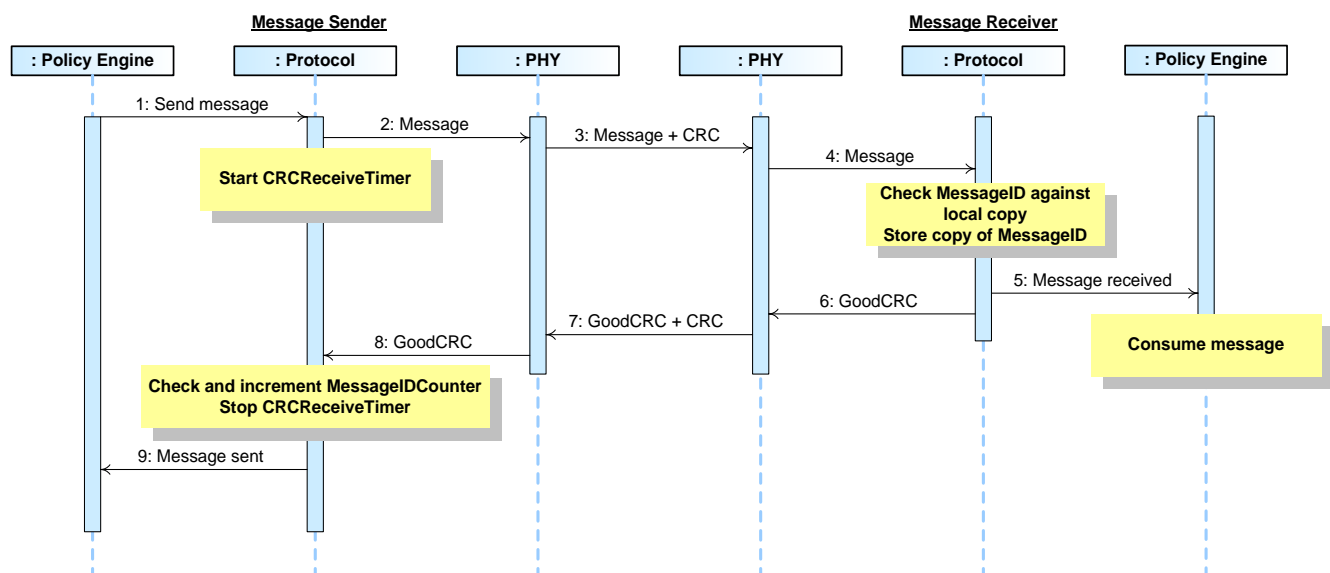 Message Sender
Message Receiver
: Policy Engine
: Protocol
: PHY
: PHY
: Protocol
: Policy Engine
1: Send message
2: Message
3: Message + CRC
4: Message
Start CRCReceiveTimer
Check MessageID against
local copy
Store copy of MessageID
5: Message received
6: GoodCRC
7: GoodCRC + CRC
8: GoodCRC
Consume message
Check and increment MessageIDCounter
Stop CRCReceiveTimer
9: Message sent